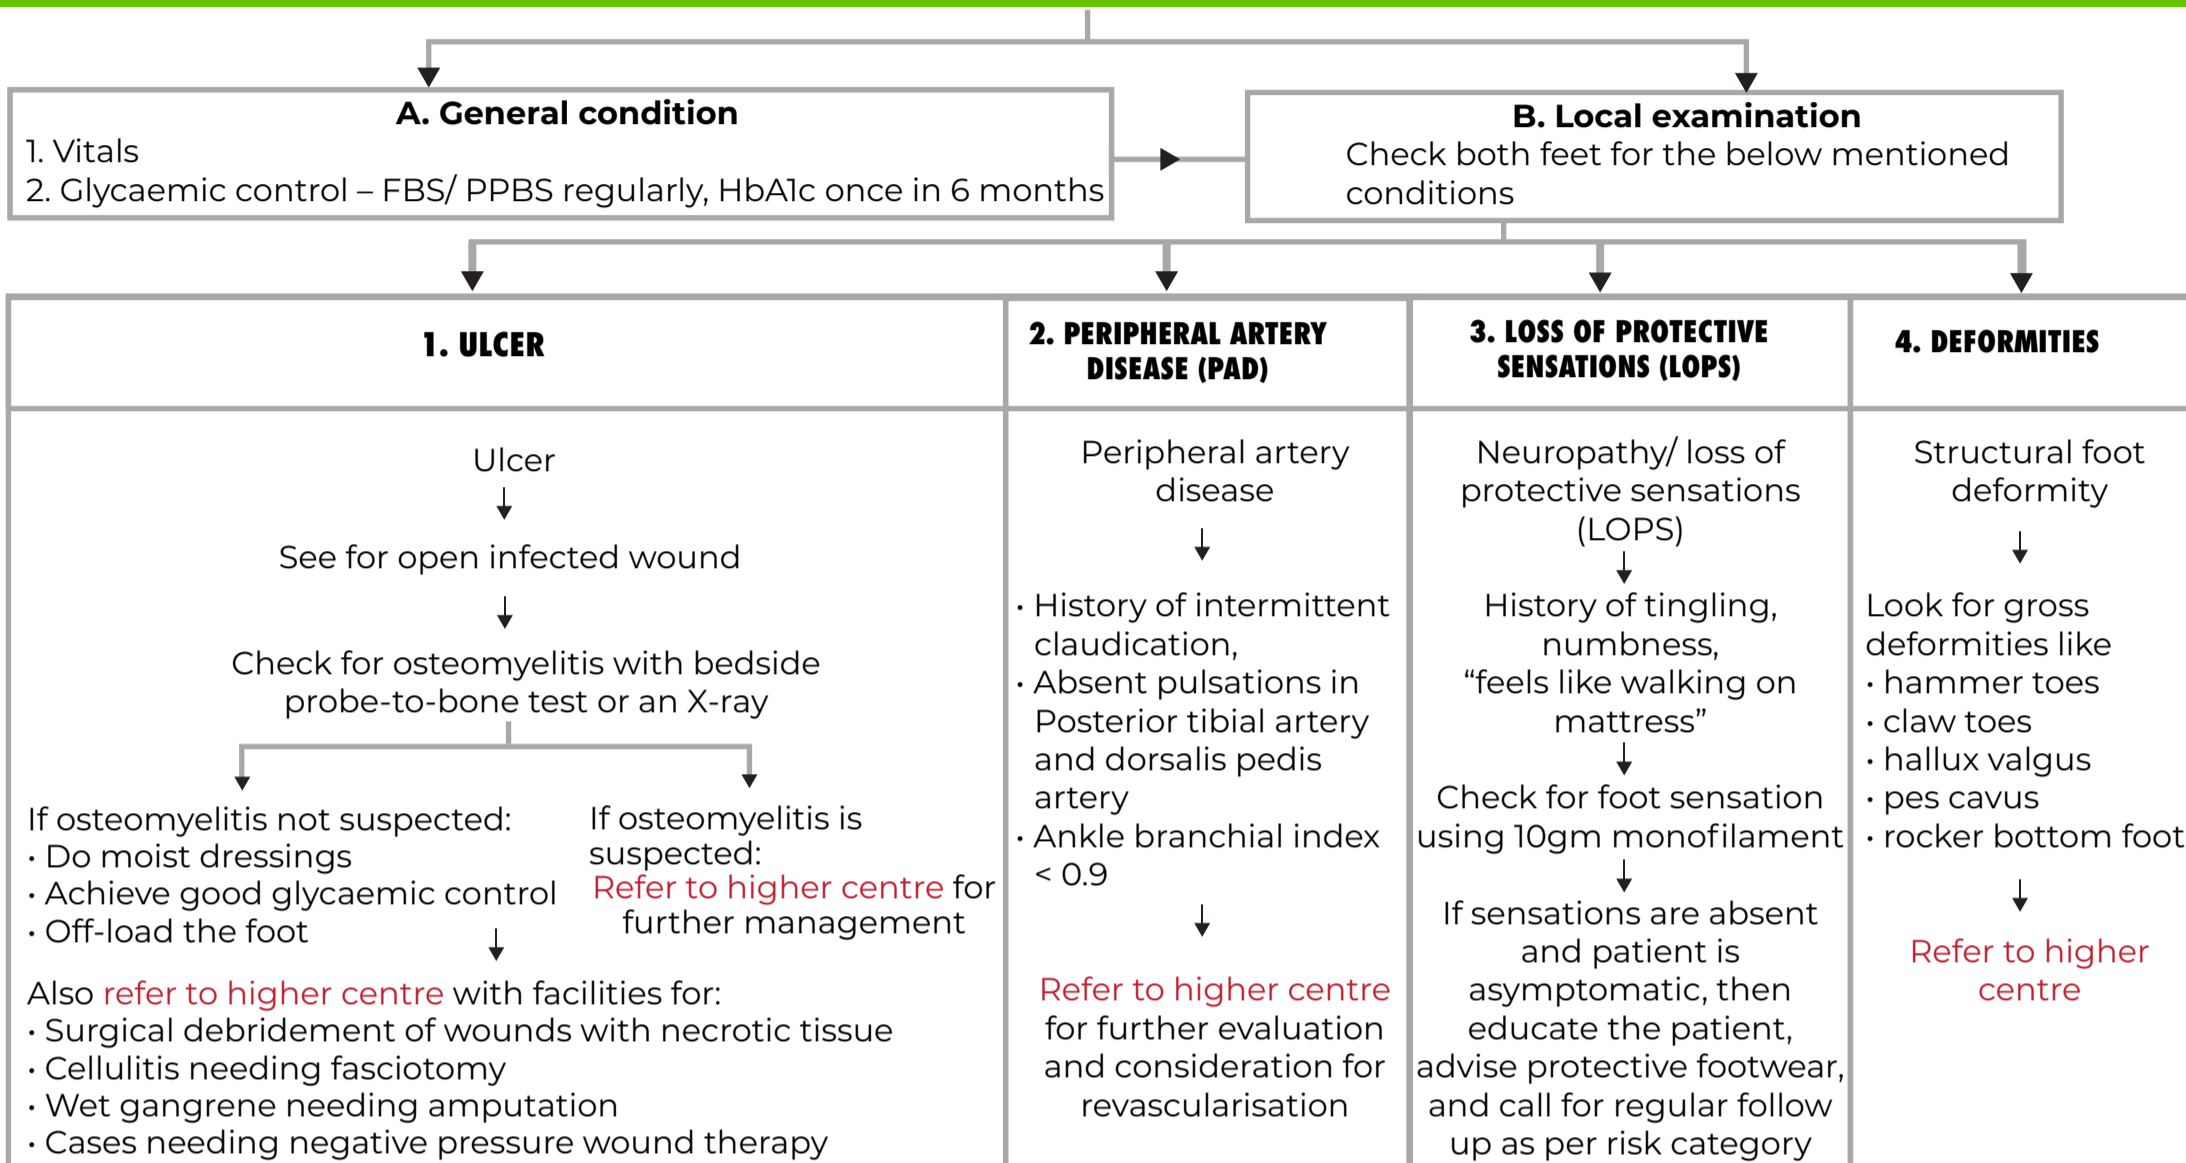 A. General condition
1. Vitals
2. Glycaemic control – FBS/ PPBS regularly, HbA1c once in 6 months
B. Local examination
Check both feet for the below mentioned
conditions
1. ULCER
Ulcer
See for open infected wound
Check for osteomyelitis with bedside
probe-to-bone test or an X-ray
If osteomyelitis not suspected:
· Do moist dressings
· Achieve good glycaemic control
· Off-load the foot
If osteomyelitis is
suspected:
Refer to higher centre for
further management
Also refer to higher centre with facilities for:
· Surgical debridement of wounds with necrotic tissue
· Cellulitis needing fasciotomy
· Wet gangrene needing amputation
· Cases needing negative pressure wound therapy
2. PERIPHERAL ARTERY
DISEASE (PAD)
Peripheral artery
disease
· History of intermittent
claudication,
· Absent pulsations in
Posterior tibial artery
and dorsalis pedis
artery
· Ankle branchial index
< 0.9
Refer to higher centre
for further evaluation
and consideration for
revascularisation
3. LOSS OF PROTECTIVE
SENSATIONS (LOPS)
Neuropathy/ loss of
protective sensations
(LOPS)
History of tingling,
numbness,
“feels like walking on
mattress”
Check for foot sensation
using 10gm monofilament
If sensations are absent
and patient is
asymptomatic, then
educate the patient,
advise protective footwear,
and call for regular follow
up as per risk category
4. DEFORMITIES
Structural foot
deformity
Look for gross
deformities like
· hammer toes
· claw toes
· hallux valgus
· pes cavus
· rocker bottom foot
Refer to higher
centre